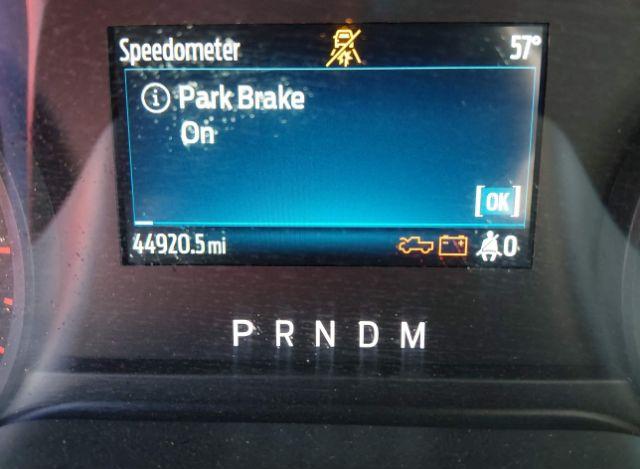 Speedometer 57°
i Park Brake
On
[OK]
44920.5 mi 0
P R N D M